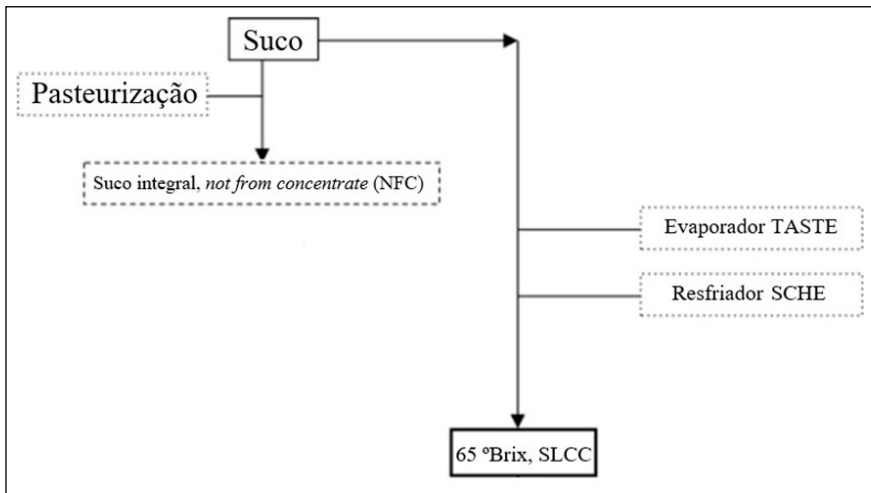 Suco
Pasteurização
Suco integral, not from concentrate (NFC)
Evaporador TASTE
Resfriador SCHE
65 ºBrix, SLCC